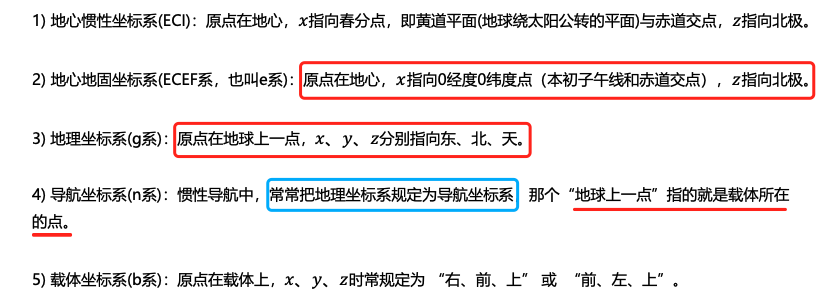 1) 地心惯性坐标系(ECI)：原点在地心，x指向春分点，即黄道平面(地球绕太阳公转的平面)与赤道交点，z指向北极。
2) 地心地固坐标系(ECEF系，也叫e系)：原点在地心，x指向0经度0纬度点（本初子午线和赤道交点），z指向北极。
3) 地理坐标系(g系)：原点在地球上一点，x、y、z分别指向东、北、天。
4) 导航坐标系(n系)：惯性导航中，常常把地理坐标系规定为导航坐标系 那个“地球上一点”指的就是载体所在
的点。
5) 载体坐标系(b系)：原点在载体上，x、y、z时常规定为 “右、前、上” 或 “前、左、上”。